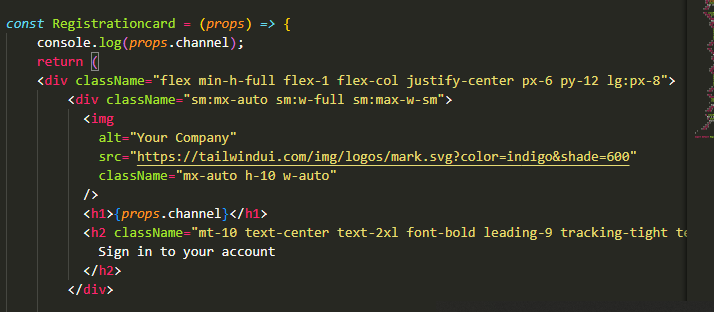 const Registrationcard = (props) => {
console.log(props.channel);
return (
<div className="flex min-h-full flex-1 flex-col justify-center px-6 py-12 lg:px-8">
<div className="sm:mx-auto sm:w-full sm:max-w-sm">
<img
alt="Your Company"
src="https://tailwindui.com/img/logos/mark.svg?color=indigo&shade=600"
className="mx-auto h-10 w-auto"
/>
<h1>{props.channel}</h1>
<h2 className="mt-10 text-center text-2xl font-bold leading-9 tracking-tight
Sign in to your account
</h2>
</div>